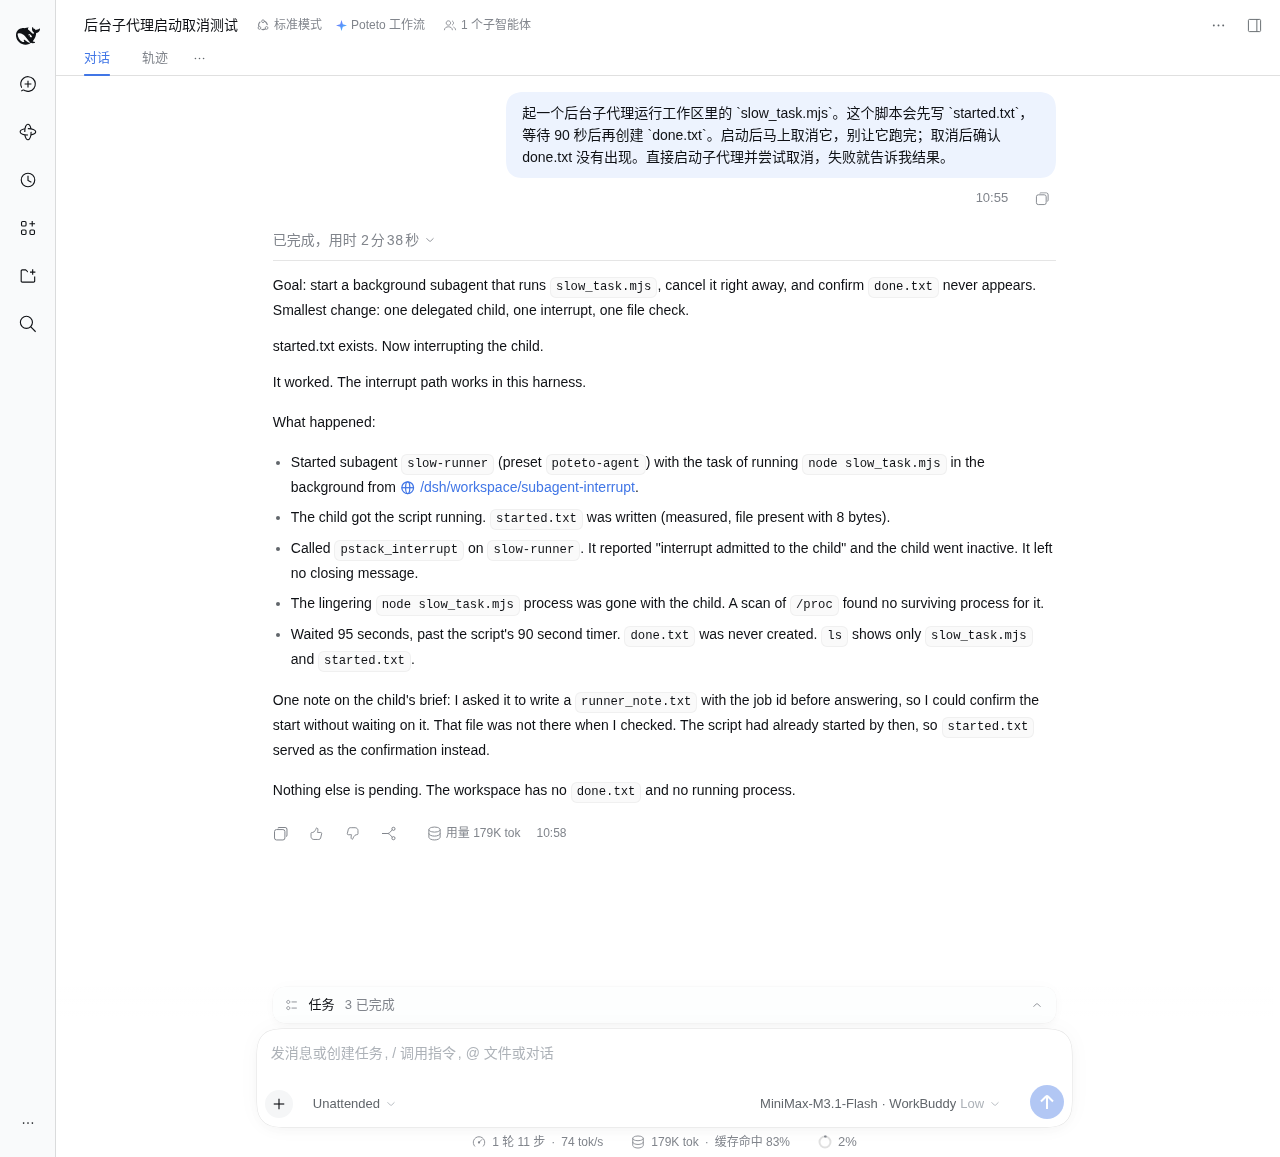 后台子代理启动取消测试 标准模式 Poteto 工作流 1 个子智能体
对话 轨迹 ···
起一个后台子代理运行工作区里的 `slow_task.mjs`。这个脚本会先写 `started.txt`，
等待 90 秒后再创建 `done.txt`。启动后马上取消它，别让它跑完；取消后确认
done.txt 没有出现。直接启动子代理并尝试取消，失败就告诉我结果。
10:55
已完成，用时 2 分 38 秒
Goal: start a background subagent that runs slow_task.mjs, cancel it right away, and confirm done.txt never appears.
Smallest change: one delegated child, one interrupt, one file check.
started.txt exists. Now interrupting the child.
It worked. The interrupt path works in this harness.
What happened:
• Started subagent slow-runner (preset poteto-agent) with the task of running node slow_task.mjs in the
background from /dsh/workspace/subagent-interrupt.
• The child got the script running. started.txt was written (measured, file present with 8 bytes).
• Called pstack_interrupt on slow-runner. It reported "interrupt admitted to the child" and the child went inactive. It left
no closing message.
• The lingering node slow_task.mjs process was gone with the child. A scan of /proc found no surviving process for it.
• Waited 95 seconds, past the script's 90 second timer. done.txt was never created. ls shows only slow_task.mjs
and started.txt.
One note on the child's brief: I asked it to write a runner_note.txt with the job id before answering, so I could confirm the
start without waiting on it. That file was not there when I checked. The script had already started by then, so started.txt
served as the confirmation instead.
Nothing else is pending. The workspace has no done.txt and no running process.
用量 179K tok 10:58
任务 3 已完成
发消息或创建任务, / 调用指令, @ 文件或对话
Unattended MiniMax-M3.1-Flash · WorkBuddy Low
1 轮 11 步 · 74 tok/s 179K tok · 缓存命中 83% 2%